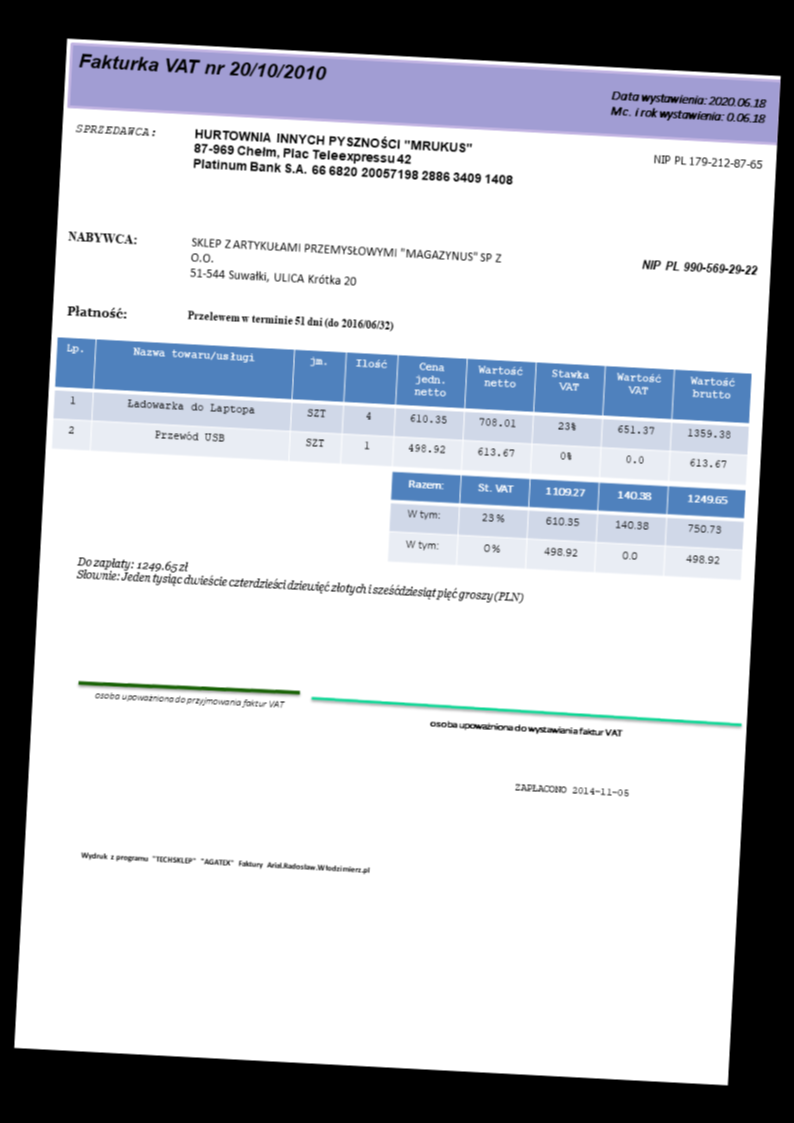 Fakturka VAT nr 20/10/2010
Data wystawienia: 2020.06.18
Mc. i rok wystawienia: 0.06.18
SPRZEDAWCA:
HURTOWNIA INNYCH PYSZNOŚCI "MRUKUS"
87-969 Chełm, Plac Teleexpressu 42
Platinum Bank S.A. 66 6820 20057198 2886 3409 1408
NIP PL 179-212-87-65
NABYWCA:
SKLEP Z ARTYKUŁAMI PRZEMYSŁOWYMI "MAGAZYNUS" SP Z
O.O.
51-544 Suwałki, ULICA Krótka 20
NIP PL 990-569-29-22
Płatność: Przelewem w terminie 51 dni (do 2016/06/32)
Lp. Nazwa towaru/usługi jm. Ilość Cena jedn. netto Wartość netto Stawka VAT Wartość VAT Wartość brutto
1 Ładowarka do Laptopa SZT 4 610.35 708.01 23% 651.37 1359.38
2 Przewód USB SZT 1 498.92 613.67 0% 0.0 613.67
Razem: St. VAT 1109.27 140.38 1249.65
W tym: 23% 610.35 140.38 750.73
W tym: 0% 498.92 0.0 498.92
Do zapłaty: 1249.65 zł
Słownie: Jeden tysiąc dwieście czterdzieści dziewięć złotych i sześćdziesiąt pięć groszy (PLN)
osoba upoważniona do przyjmowania faktur VAT
osoba upoważniona do wystawiania faktur VAT
ZAPŁACONO 2014-11-05
Wydruk z programu "TECHSKLEP" "AGATEX" Faktury Arial.Radosław.Włodzimierz.pl